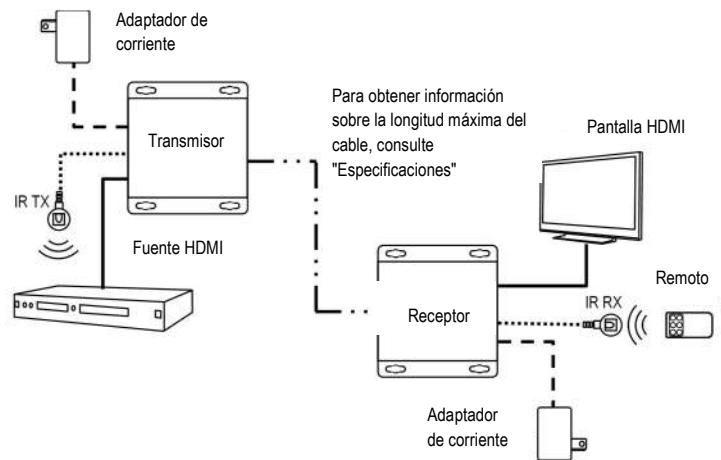 Adaptador de
corriente
Transmisor
Para obtener información
sobre la longitud máxima del
cable, consulte
"Especificaciones"
Pantalla HDMI
IR TX
Fuente HDMI
Receptor
Remoto
IR RX
Adaptador
de corriente